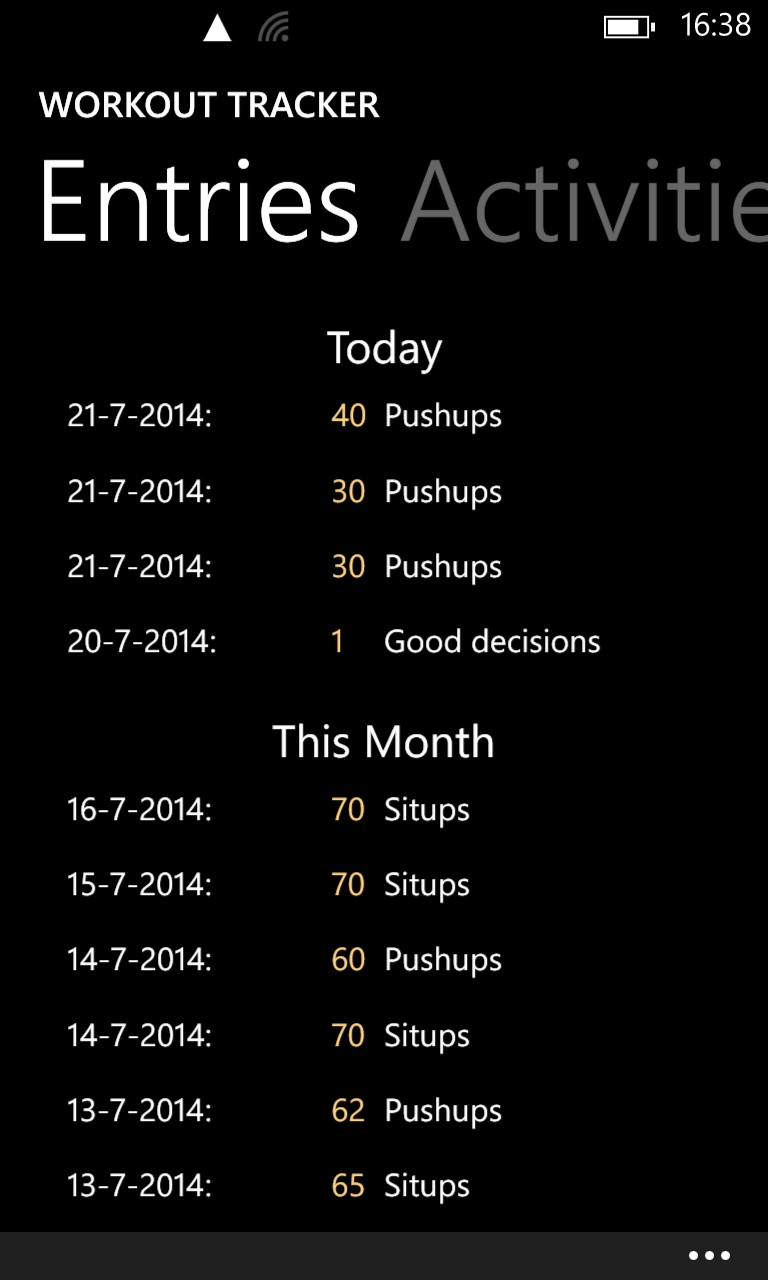 16:38
WORKOUT TRACKER
Entries Activitie
Today
21-7-2014: 40 Pushups
21-7-2014: 30 Pushups
21-7-2014: 30 Pushups
20-7-2014: 1 Good decisions
This Month
16-7-2014: 70 Situps
15-7-2014: 70 Situps
14-7-2014: 60 Pushups
14-7-2014: 70 Situps
13-7-2014: 62 Pushups
13-7-2014: 65 Situps